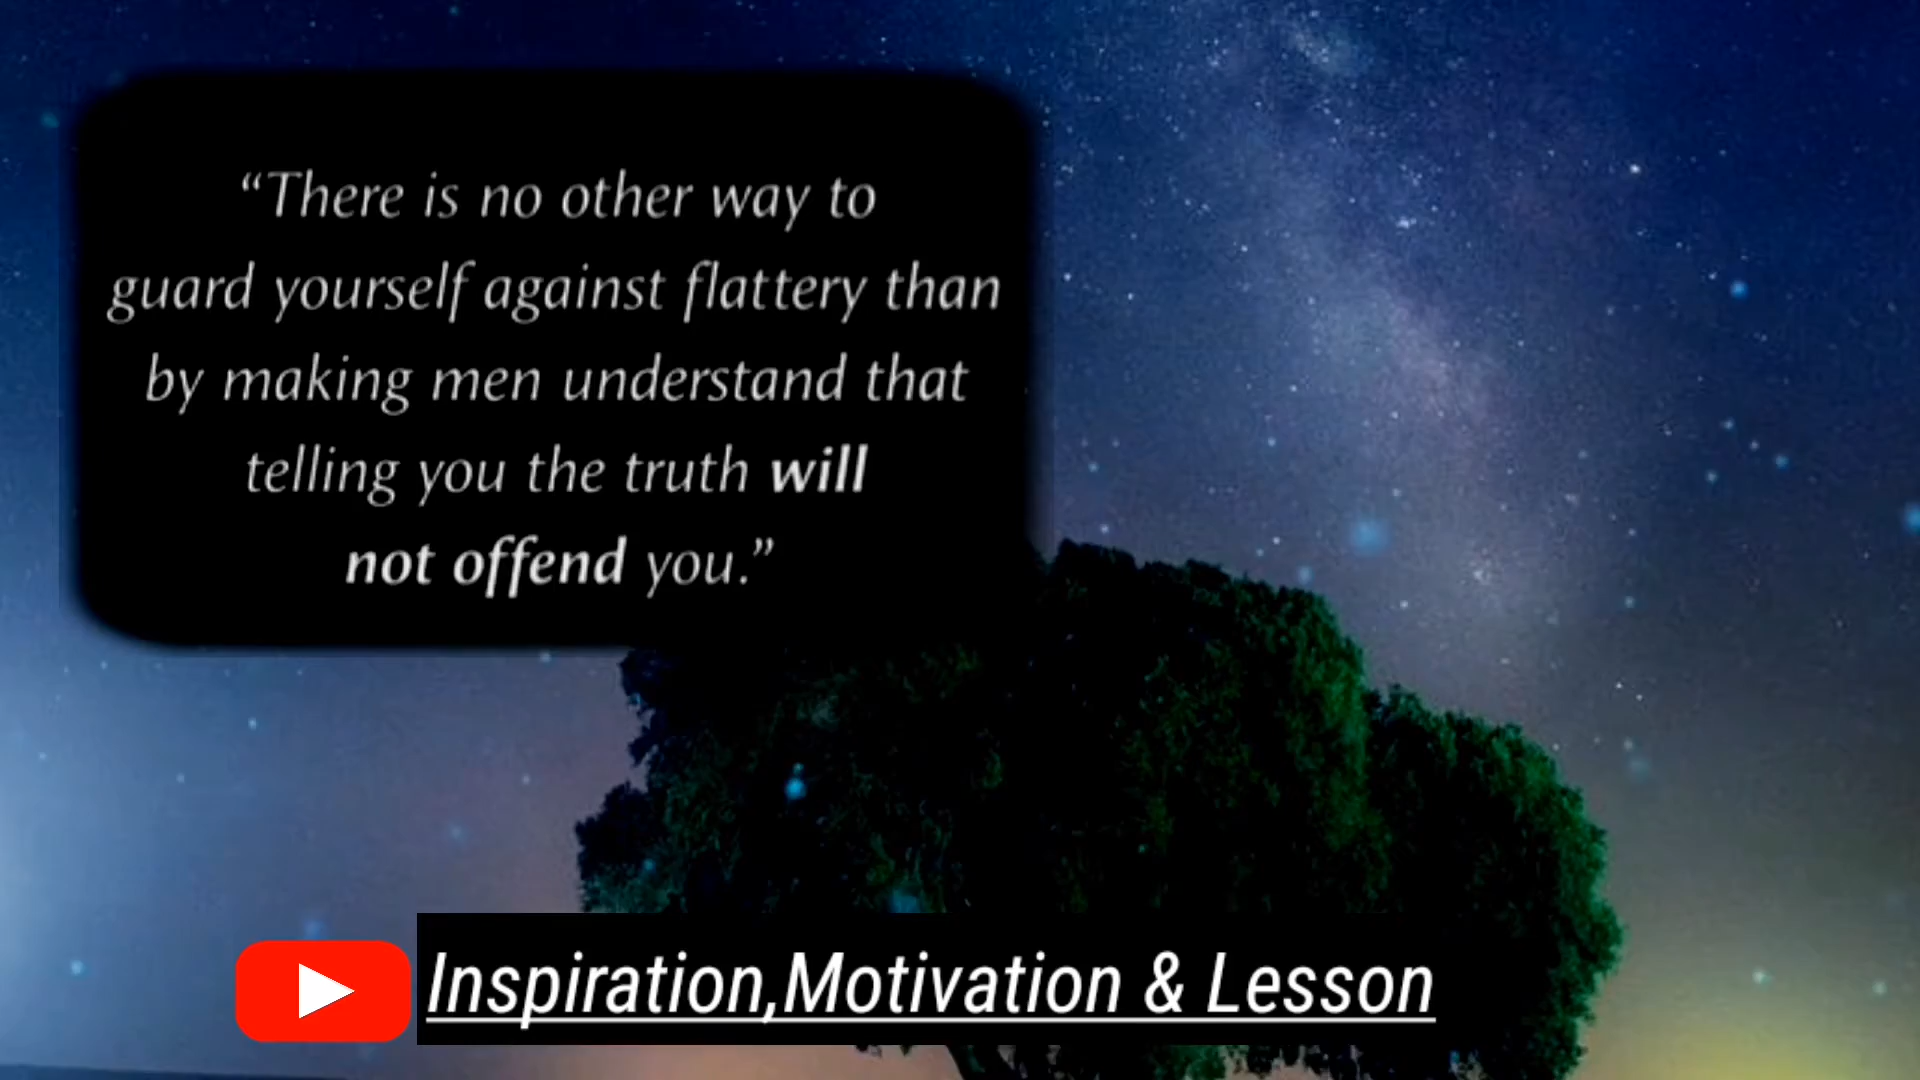 “There is no other way to
guard yourself against flattery than
by making men understand that
telling you the truth will
not offend you.”
Inspiration,Motivation & Lesson